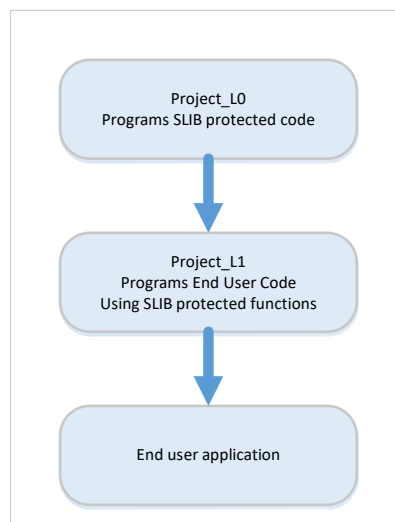 Project_L0
Programs SLIB protected code
Project_L1
Programs End User Code
Using SLIB protected functions
End user application